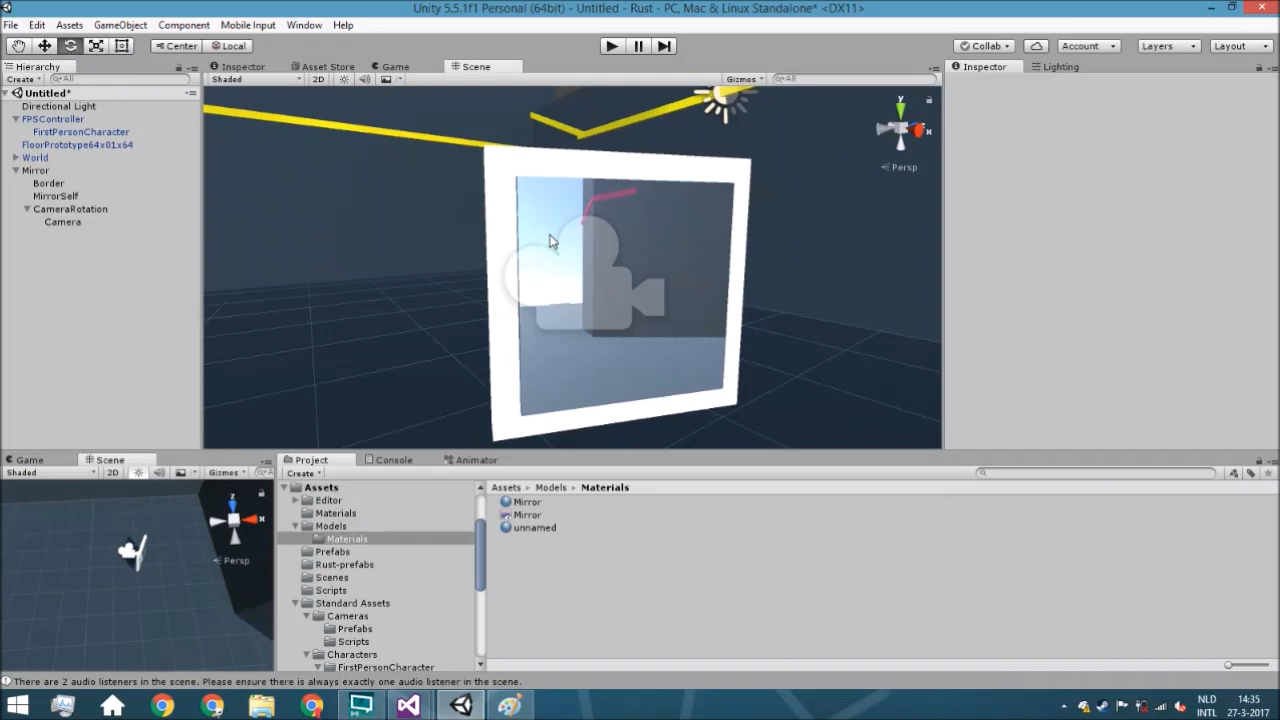 Unity 5.5.1f1 Personal (64bit) - Untitled - Rust - PC, Mac & Linux Standalone* <DX11>
File Edit Assets GameObject Component Mobile Input Window Help
Center Local Collab Account Layers Layout
Hierarchy Inspector Asset Store Game Scene Inspector Lighting
Create All Shaded 2D Gizmos All
Untitled*
Directional Light
FPSController
FirstPersonCharacter
FloorPrototype64x01x64
World
Mirror
Border
MirrorSelf
CameraRotation
Camera
y
x
Persp
Game Scene Project Console Animator
Shaded 2D Gizmos Create
Assets
Editor
Materials
Models
Materials
Prefabs
Rust-prefabs
Scenes
Scripts
Standard Assets
Cameras
Prefabs
Scripts
Characters
FirstPersonCharacter
Assets Models Materials
Mirror
Mirror
unnamed
z
x
Persp
There are 2 audio listeners in the scene. Please ensure there is always exactly one audio listener in the scene.
NLD 14:35
INTL 27-3-2017